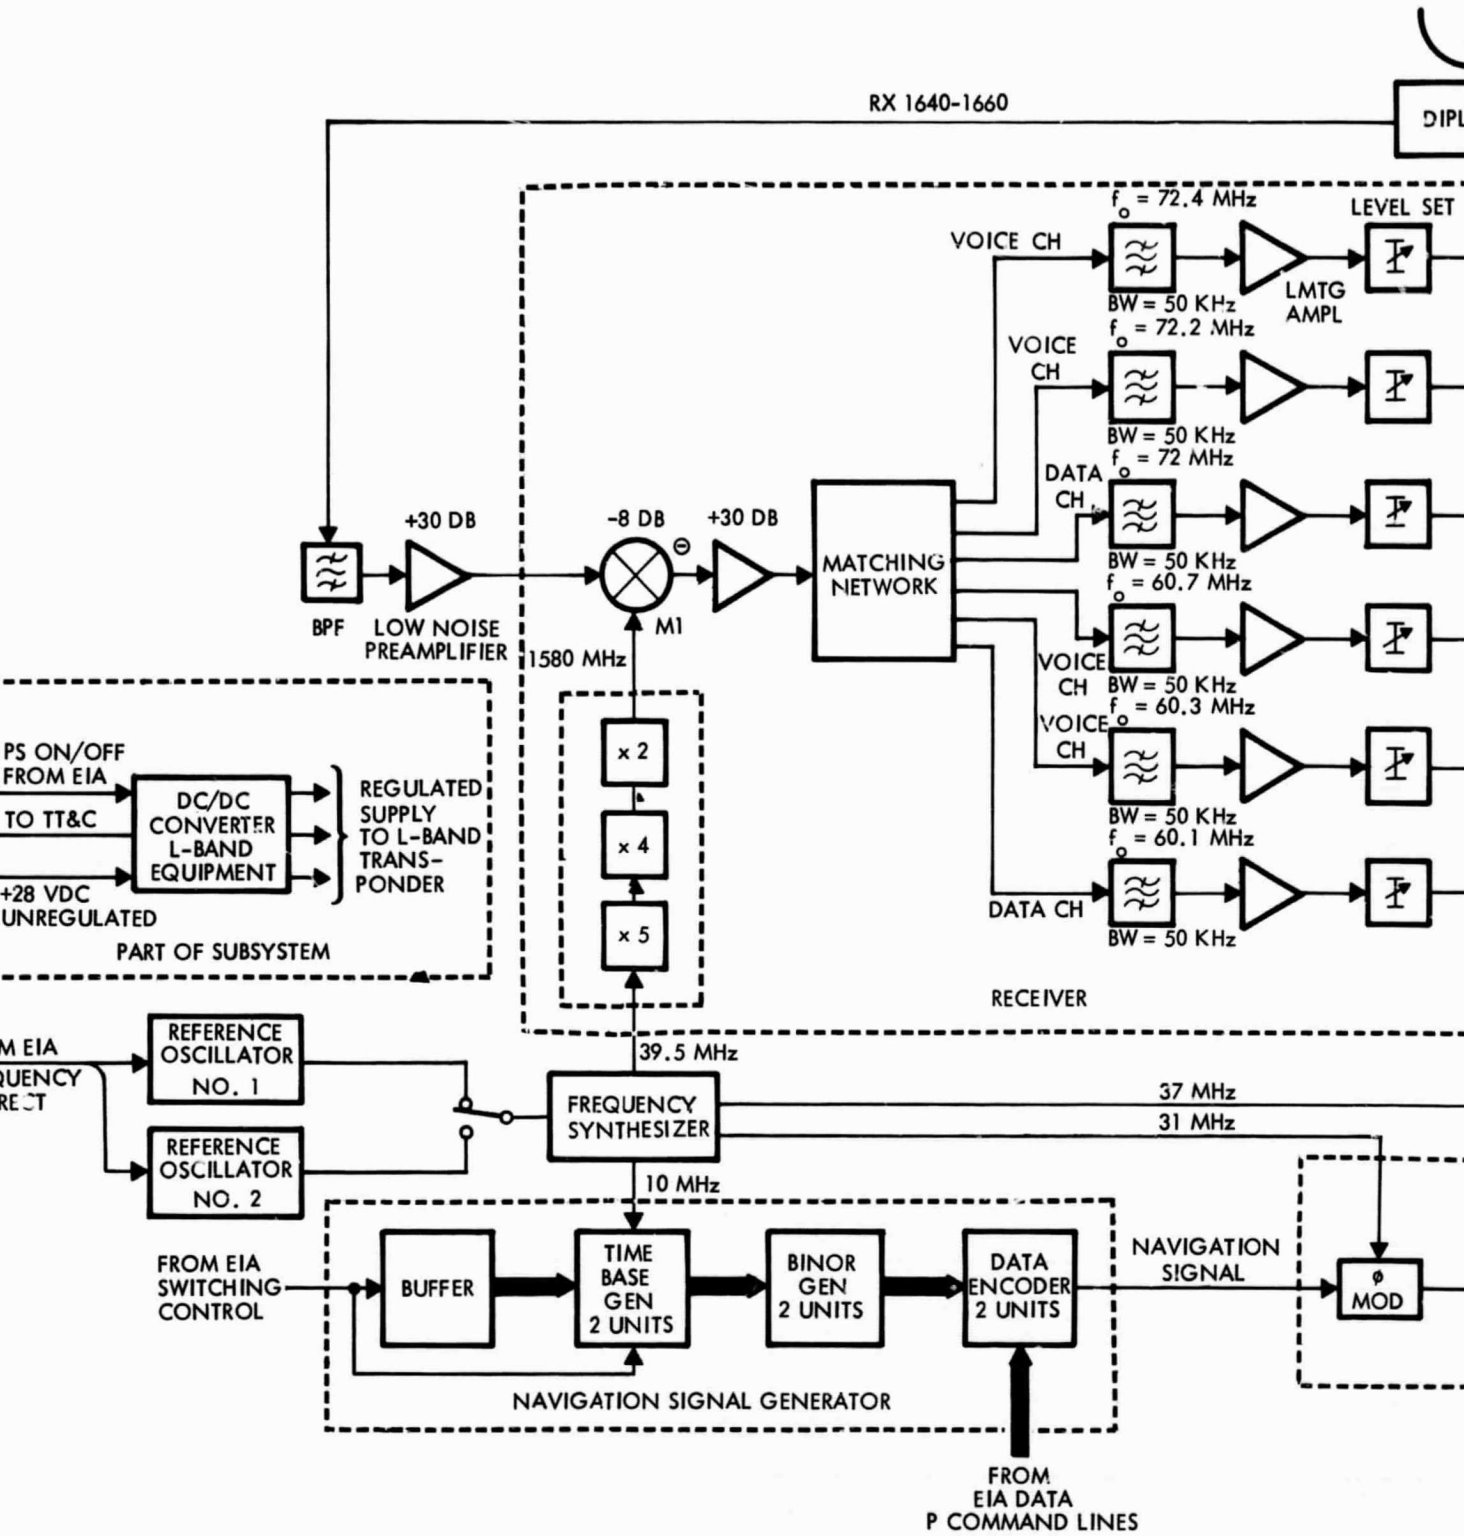 RX 1640-1660
DIPL
f o = 72.4 MHz
LEVEL SET
VOICE CH
BW = 50 KHz
LMTG
AMPL
f o = 72.2 MHz
VOICE
CH
BW = 50 KHz
f o = 72 MHz
DATA
CH
BW = 50 KHz
f o = 60.7 MHz
VOICE
CH
BW = 50 KHz
f o = 60.3 MHz
VOICE
CH
BW = 50 KHz
f o = 60.1 MHz
DATA CH
BW = 50 KHz
+30 DB
-8 DB
+30 DB
MATCHING
NETWORK
BPF
LOW NOISE
PREAMPLIFIER
M1
1580 MHz
x 2
x 4
x 5
PS ON/OFF
FROM EIA
TO TT&C
+28 VDC
UNREGULATED
DC/DC
CONVERTER
L-BAND
EQUIPMENT
REGULATED
SUPPLY
TO L-BAND
TRANS-
PONDER
PART OF SUBSYSTEM
RECEIVER
M EIA
QUENCY
RECT
REFERENCE
OSCILLATOR
NO. 1
REFERENCE
OSCILLATOR
NO. 2
39.5 MHz
FREQUENCY
SYNTHESIZER
37 MHz
31 MHz
10 MHz
FROM EIA
SWITCHING
CONTROL
BUFFER
TIME
BASE
GEN
2 UNITS
BINOR
GEN
2 UNITS
DATA
ENCODER
2 UNITS
NAVIGATION
SIGNAL
ø
MOD
NAVIGATION SIGNAL GENERATOR
FROM
EIA DATA
P COMMAND LINES